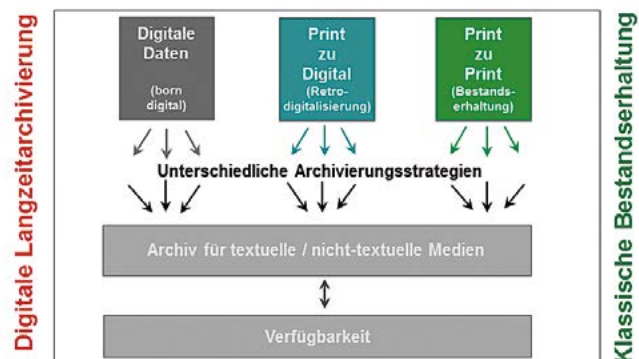 Digitale Langzeitarchivierung
Digitale
Daten
(born
digital)
Print
zu
Digital
(Retro-
digitalisierung)
Print
zu
Print
(Bestands-
erhaltung)
Unterschiedliche Archivierungsstrategien
Archiv für textuelle / nicht-textuelle Medien
Verfügbarkeit
Klassische Bestandserhaltung